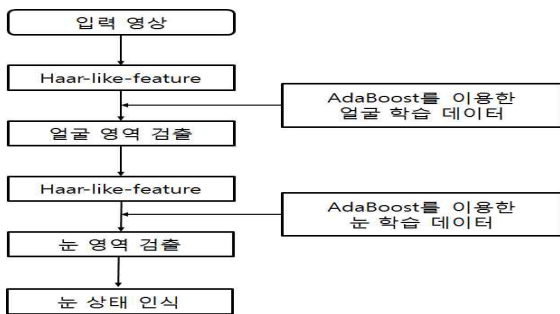 입력 영상
Haar-like-feature
AdaBoost를 이용한
얼굴 학습 데이터
얼굴 영역 검출
Haar-like-feature
AdaBoost를 이용한
눈 학습 데이터
눈 영역 검출
눈 상태 인식